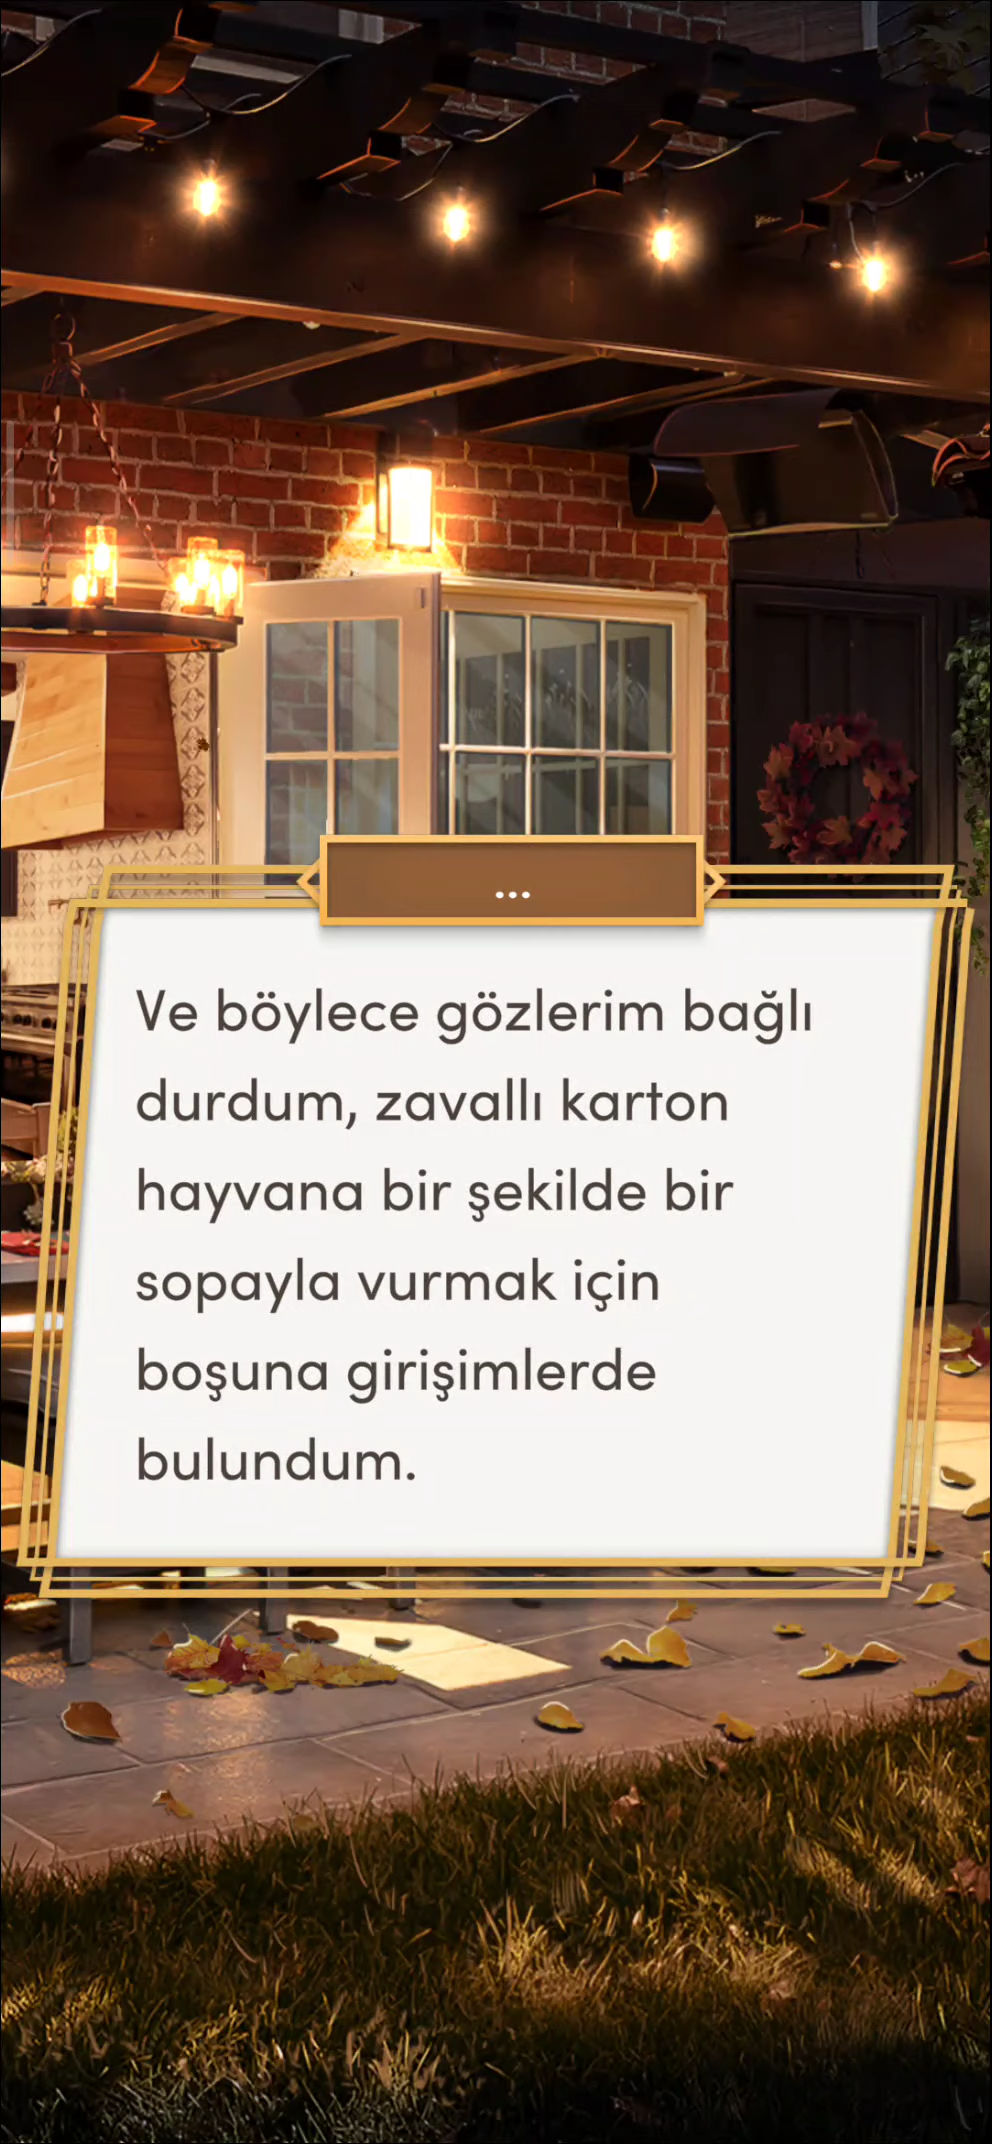 ...
Ve böylece gözlerim bağlı
durdum, zavallı karton
hayvana bir şekilde bir
sopayla vurmak için
boşuna girişimlerde
bulundum.